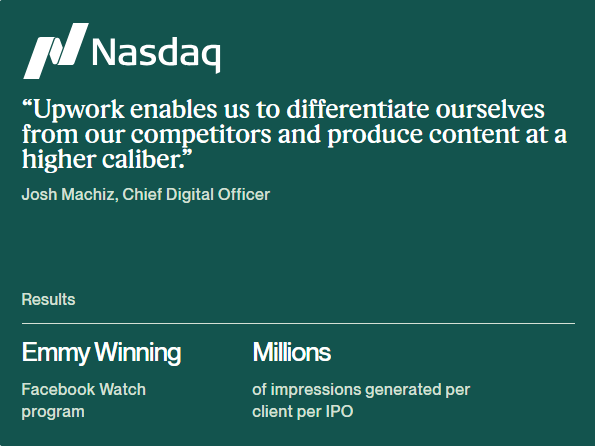 Nasdaq
“Upwork enables us to differentiate ourselves
from our competitors and produce content at a
higher caliber.”
Josh Machiz, Chief Digital Officer
Results
Emmy Winning
Facebook Watch
program
Millions
of impressions generated per
client per IPO